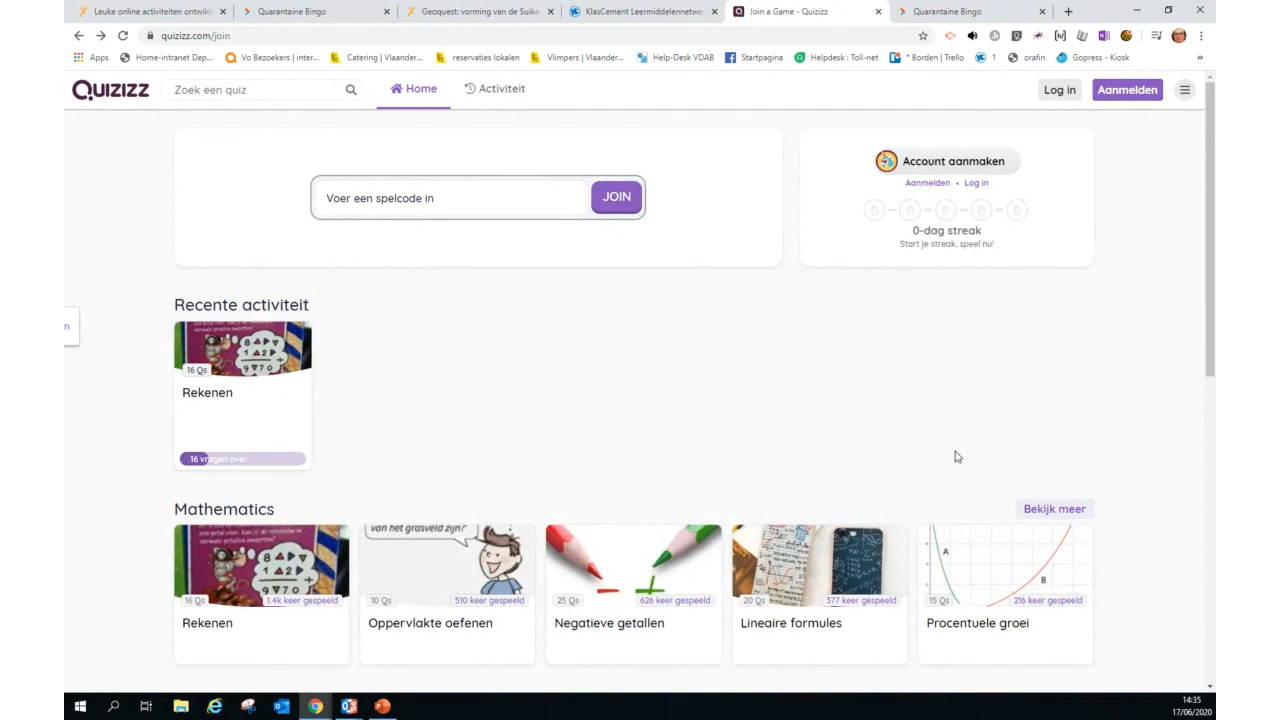 Leuke online activiteiten ontwikk
Quarantaine Bingo
Geoquest: vorming van de Suike
KlasCement Leermiddelennetwer
Join a Game - Quizizz
Quarantaine Bingo
quizizz.com/join
Apps
Home-intranet Dep...
Vo Bezoekers | inter...
Catering | Vlaander...
reservaties lokalen
Vlimpers | Vlaander...
Help-Desk VDAB
Startpagina
Helpdesk : Toll-net
* Borden | Trello
1
orafin
Gopress - Kiosk
»
Quizizz
Zoek een quiz
Home
Activiteit
Log in
Aanmelden
Voer een spelcode in
JOIN
Account aanmaken
Aanmelden • Log in
0-dag streak
Start je streak, speel nu!
n
Recente activiteit
16 Qs
Rekenen
16 vragen over
Mathematics
Bekijk meer
van het grasveld zijn?'
A
B
16 Qs
1.4k keer gespeeld
10 Qs
510 keer gespeeld
25 Qs
626 keer gespeeld
20 Qs
377 keer gespeeld
15 Qs
216 keer gespeeld
Rekenen
Oppervlakte oefenen
Negatieve getallen
Lineaire formules
Procentuele groei
14:35
17/06/2020